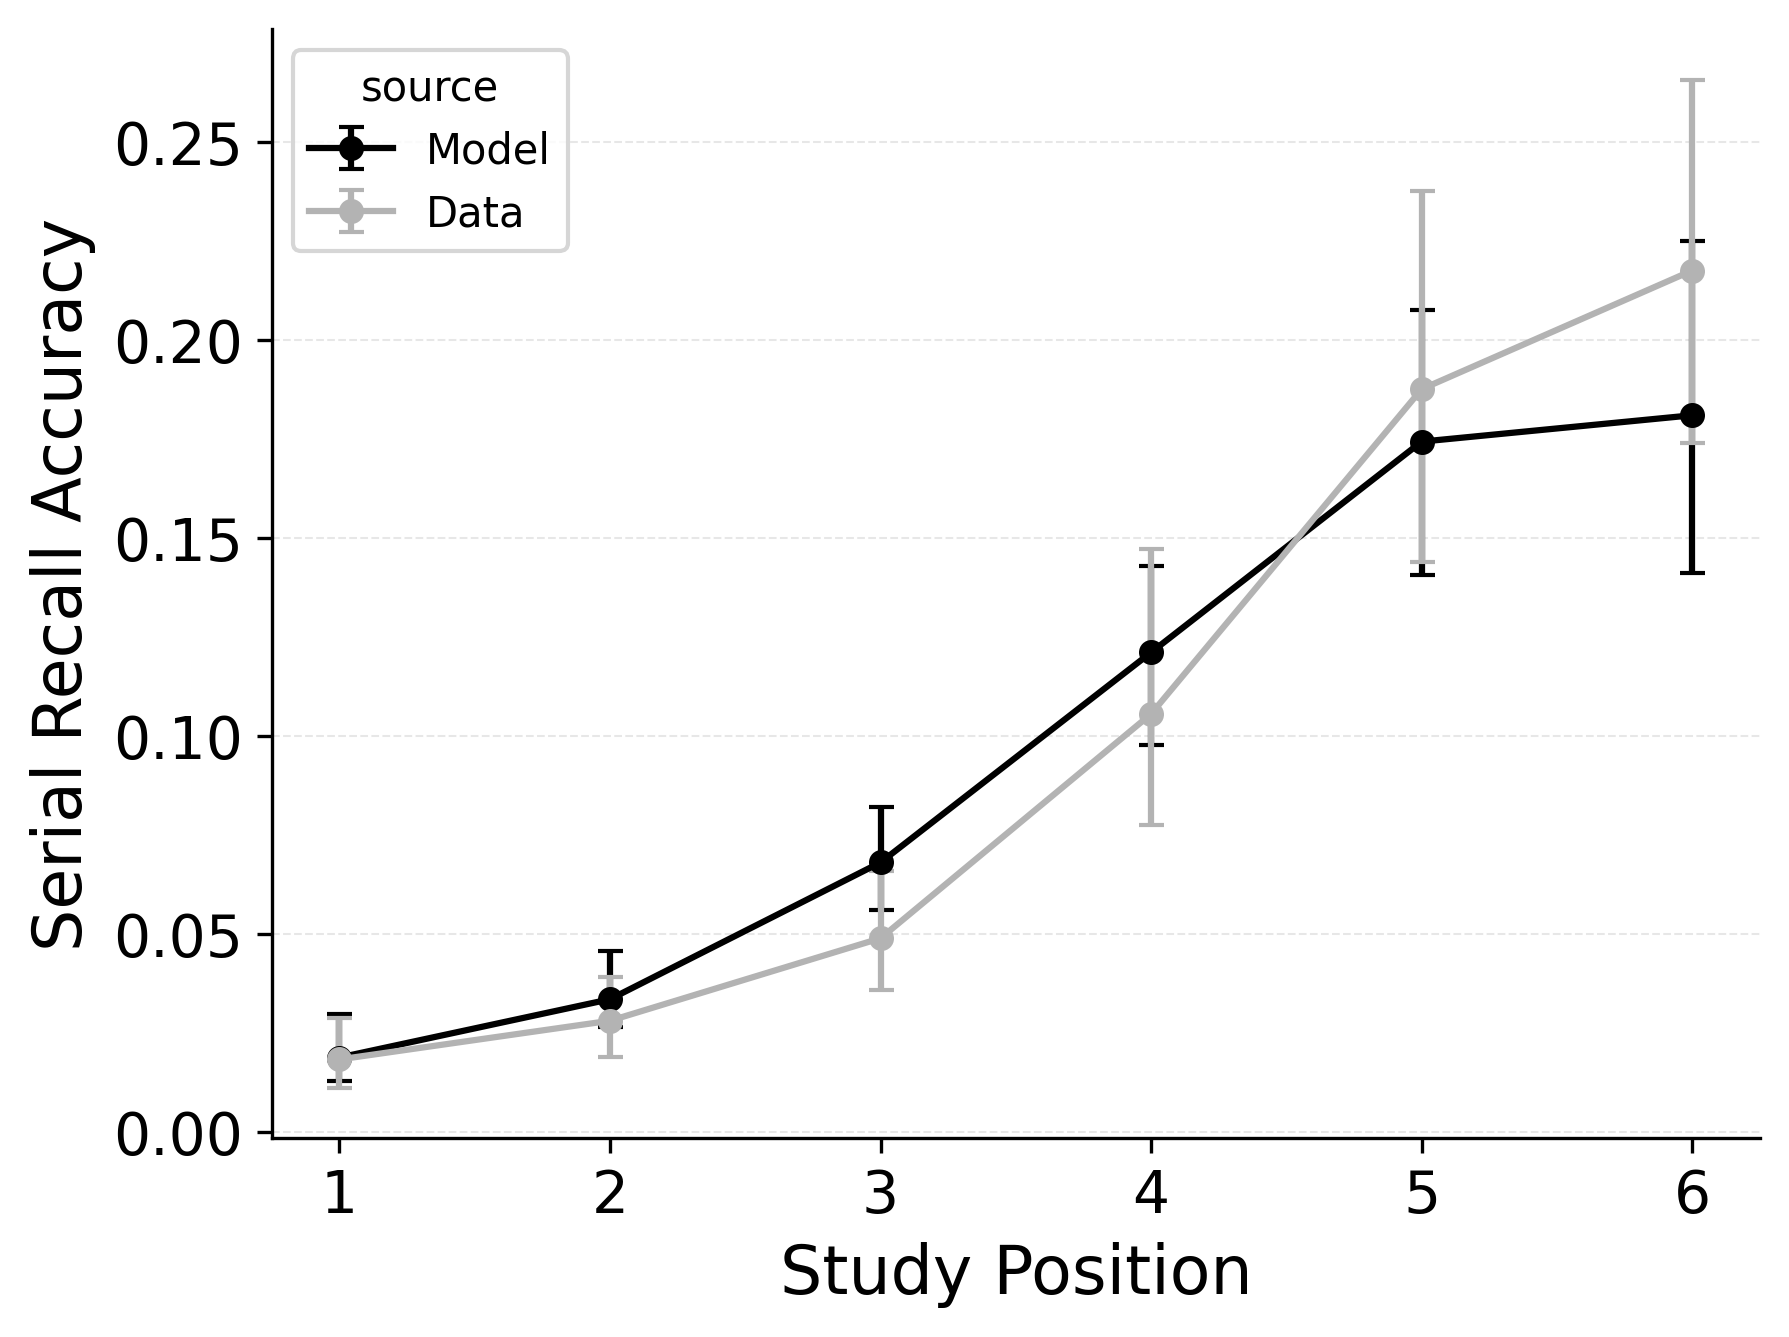 source
Model
Data
0.25
0.20
0.15
0.10
0.05
0.00
Serial Recall Accuracy
1 2 3 4 5 6
Study Position